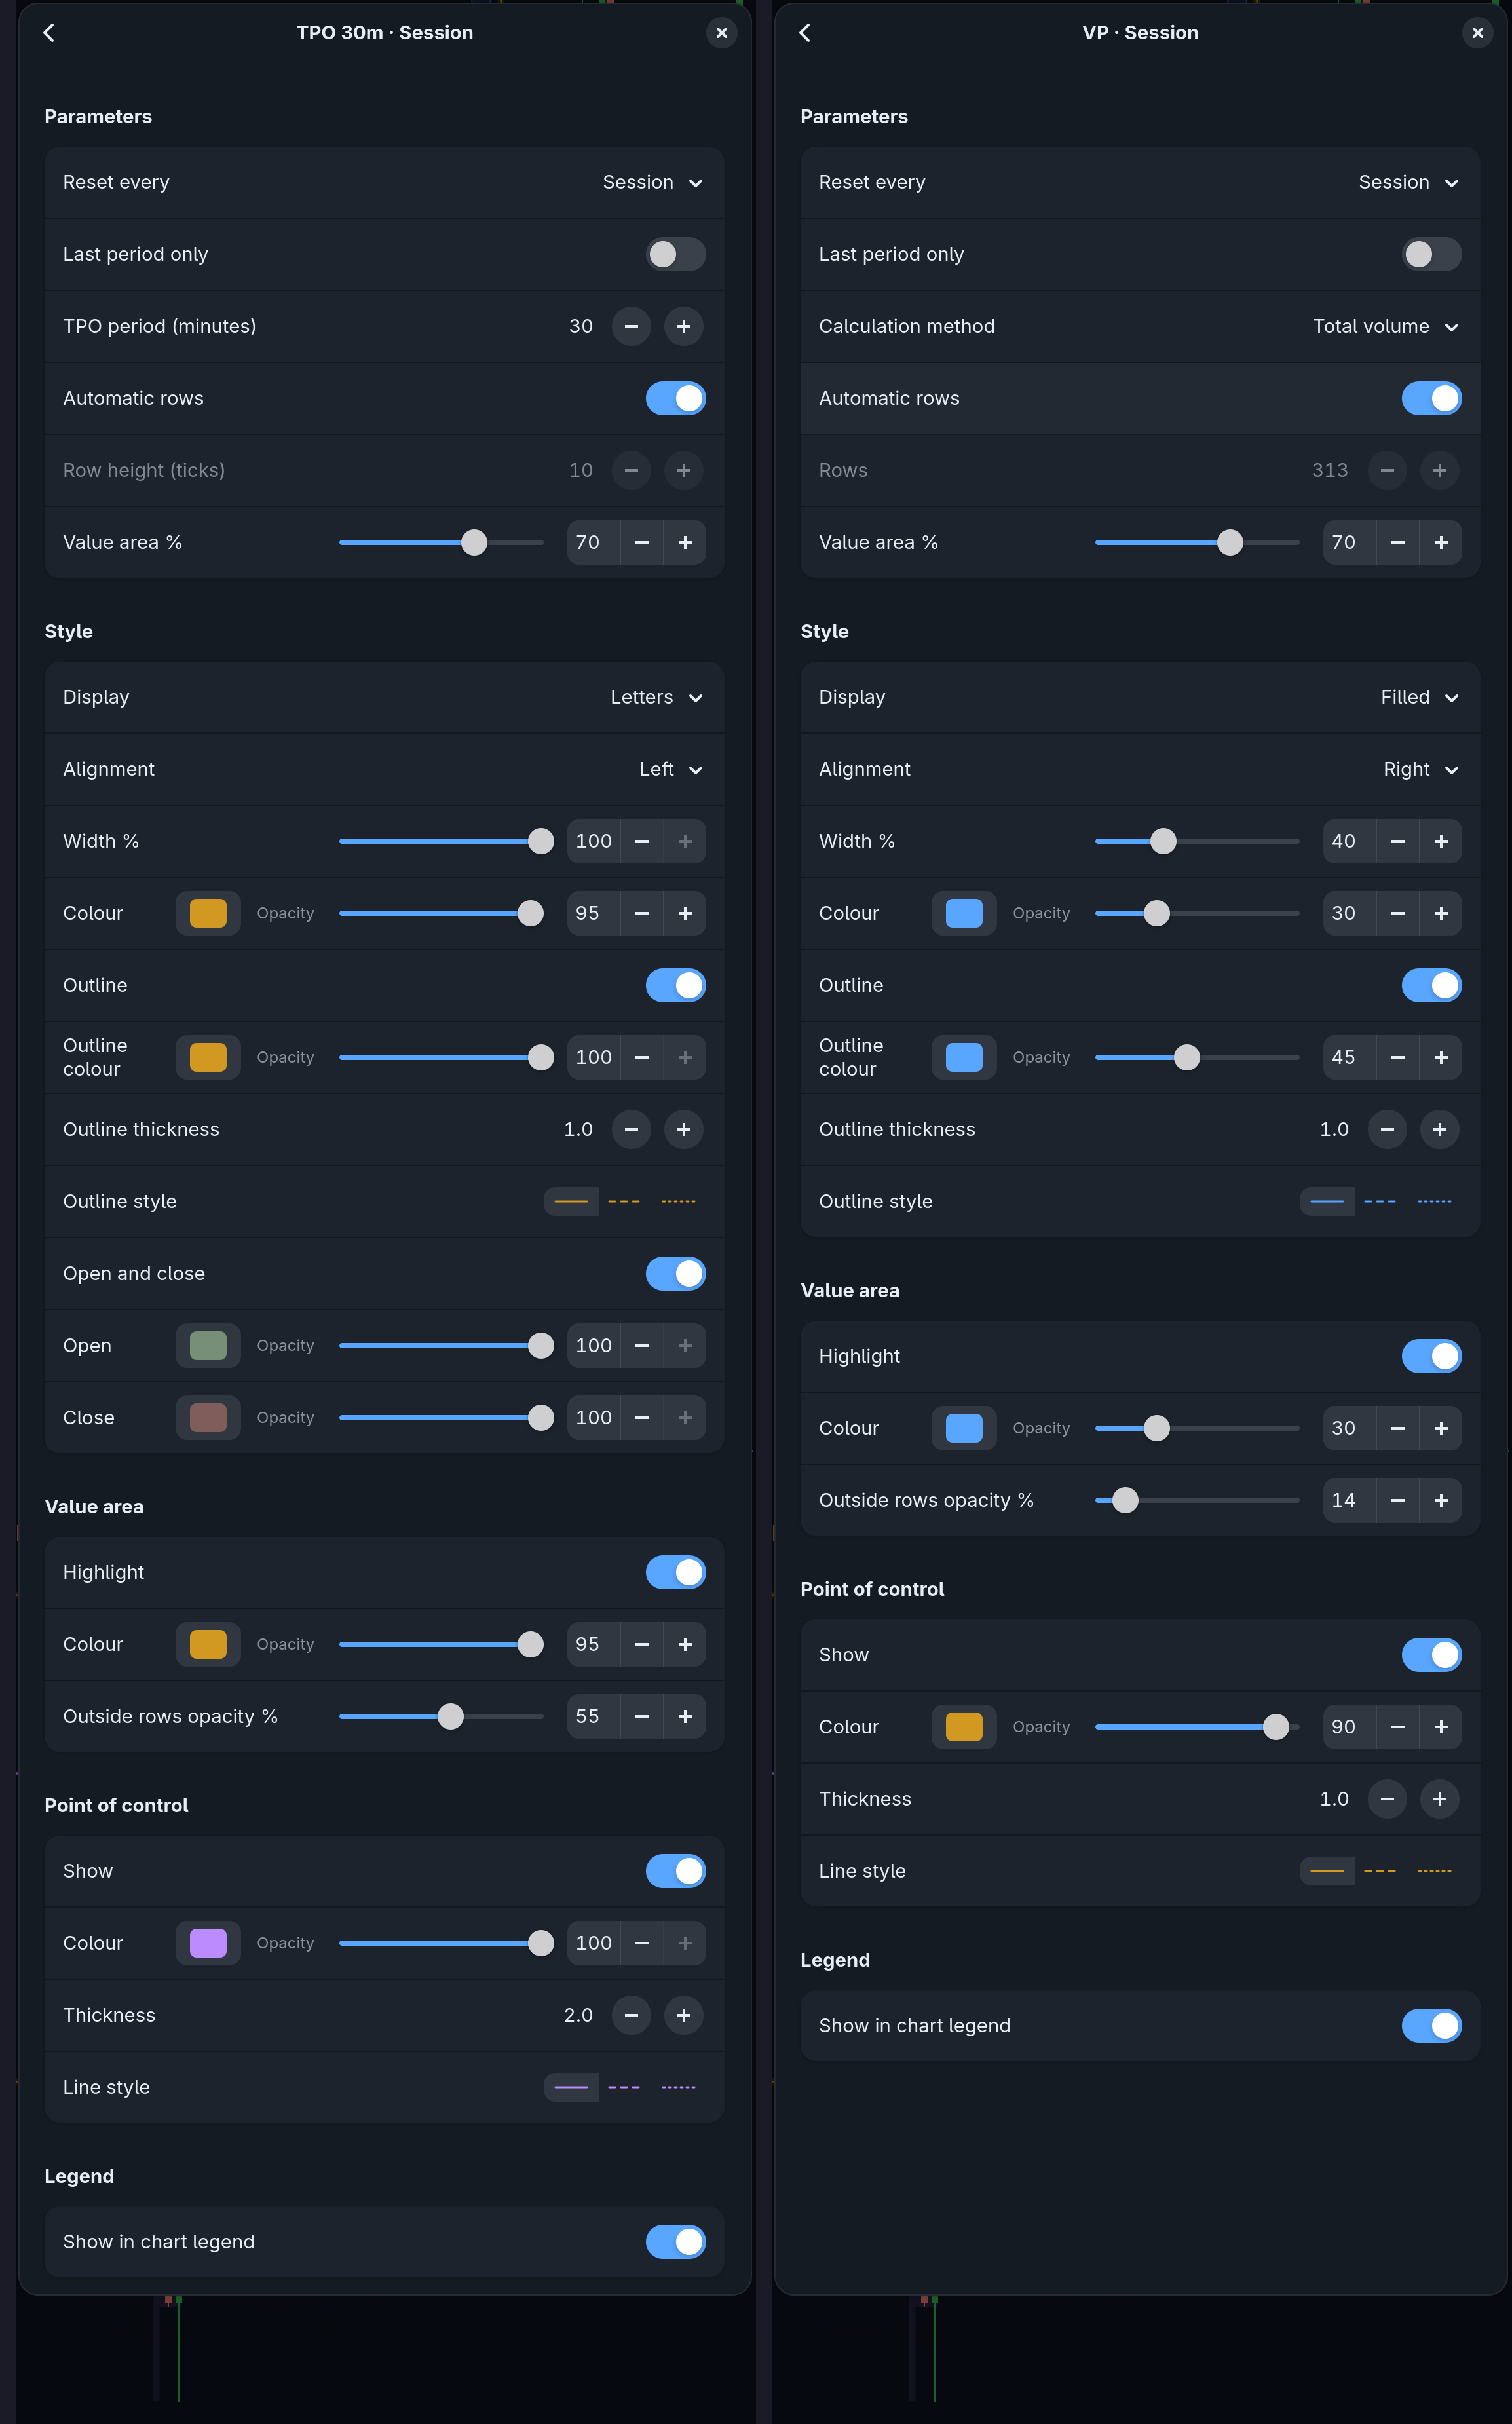 TPO 30m · Session
Parameters
Reset every Session
Last period only
TPO period (minutes) 30
Automatic rows
Row height (ticks) 10
Value area % 70
Style
Display Letters
Alignment Left
Width % 100
Colour Opacity 95
Outline
Outline
colour Opacity 100
Outline thickness 1.0
Outline style
Open and close
Open Opacity 100
Close Opacity 100
Value area
Highlight
Colour Opacity 95
Outside rows opacity % 55
Point of control
Show
Colour Opacity 100
Thickness 2.0
Line style
Legend
Show in chart legend
VP · Session
Parameters
Reset every Session
Last period only
Calculation method Total volume
Automatic rows
Rows 313
Value area % 70
Style
Display Filled
Alignment Right
Width % 40
Colour Opacity 30
Outline
Outline
colour Opacity 45
Outline thickness 1.0
Outline style
Value area
Highlight
Colour Opacity 30
Outside rows opacity % 14
Point of control
Show
Colour Opacity 90
Thickness 1.0
Line style
Legend
Show in chart legend